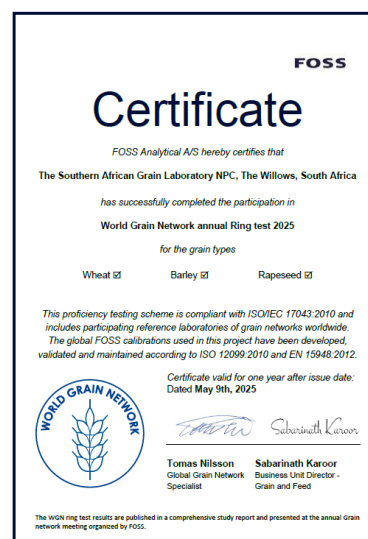 FOSS
Certificate
FOSS Analytical A/S hereby certifies that
The Southern African Grain Laboratory NPC, The Willows, South Africa
has successfully completed the participation in
World Grain Network annual Ring test 2025
for the grain types
Wheat ☑ Barley ☑ Rapeseed ☑
This proficiency testing scheme is compliant with ISO/IEC 17043:2010 and
includes participating reference laboratories of grain networks worldwide.
The global FOSS calibrations used in this project have been developed,
validated and maintained according to ISO 12099:2010 and EN 15948:2012.
WORLD GRAIN NETWORK
Certificate valid for one year after issue date:
Dated May 9th, 2025
Sabarinath Karoor
Tomas Nilsson
Global Grain Network
Specialist
Sabarinath Karoor
Business Unit Director -
Grain and Feed
The WGN ring test results are published in a comprehensive study report and presented at the annual Grain
network meeting organized by FOSS.